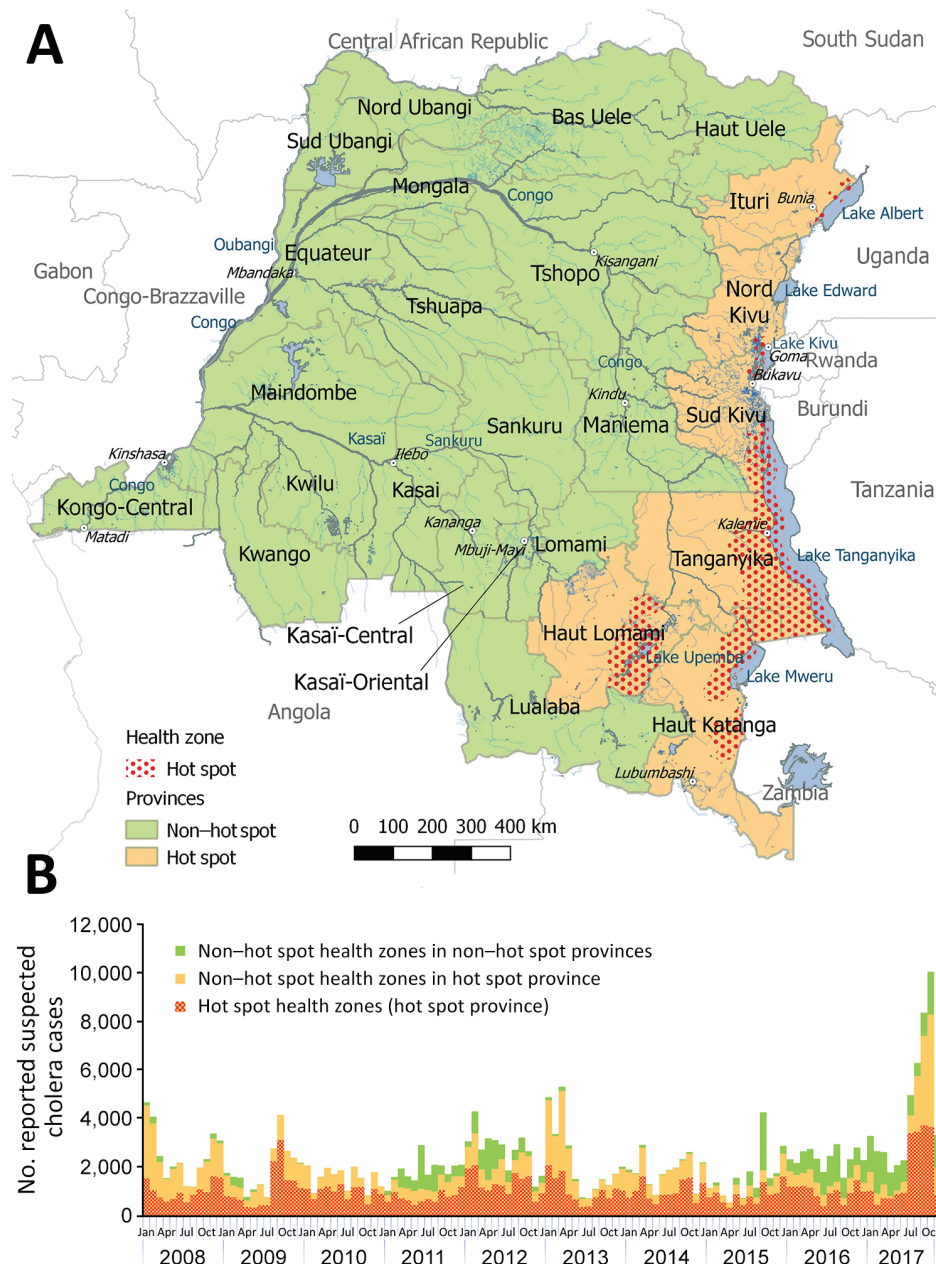 A
Central African Republic
South Sudan
Nord Ubangi
Bas Uele
Haut Uele
Sud Ubangi
Mongala
Congo
Ituri
Bunia
Lake Albert
Oubangi
Equateur
Gabon
Mbandaka
Kisangani
Tshopo
Uganda
Congo-Brazzaville
Tshuapa
Nord
Kivu
Lake Edward
Congo
Lake Kivu
Goma
Rwanda
Congo
Bukavu
Maindombe
Kindu
Sud Kivu
Burundi
Maniema
Sankuru
Kasaï
Sankuru
Kinshasa
Ilebo
Congo
Kwilu
Kasai
Tanzania
Kongo-Central
Matadi
Kananga
Kalemie
Mbuji-Mayi
Lomami
Kwango
Tanganyika
Lake Tanganyika
Kasaï-Central
Haut Lomami
Lake Upemba
Kasaï-Oriental
Lake Mweru
Angola
Lualaba
Haut Katanga
Health zone
Hot spot
Lubumbashi
Zambia
Provinces
Non–hot spot
Hot spot
0 100 200 300 400 km
B
No. reported suspected
cholera cases
12,000
10,000
8,000
6,000
4,000
2,000
0
Non–hot spot health zones in non–hot spot provinces
Non–hot spot health zones in hot spot province
Hot spot health zones (hot spot province)
Jan Apr Jul Oct Jan Apr Jul Oct Jan Apr Jul Oct Jan Apr Jul Oct Jan Apr Jul Oct Jan Apr Jul Oct Jan Apr Jul Oct Jan Apr Jul Oct Jan Apr Jul Oct Jan Apr Jul Oc
2008 2009 2010 2011 2012 2013 2014 2015 2016 2017